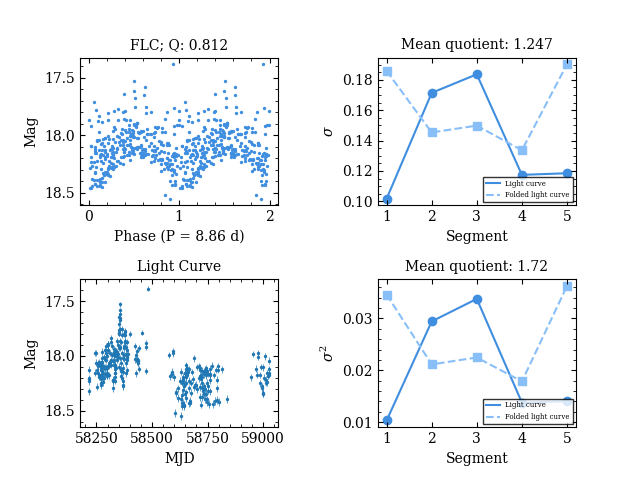 FLC; Q: 0.812
Mag
17.5
18.0
18.5
0
1
2
Phase (P = 8.86 d)
Mean quotient: 1.247
σ
0.18
0.16
0.14
0.12
0.10
1
2
3
4
5
Segment
Light curve
Folded light curve
Light Curve
Mag
17.5
18.0
18.5
58250
58500
58750
59000
MJD
Mean quotient: 1.72
σ²
0.03
0.02
0.01
1
2
3
4
5
Segment
Light curve
Folded light curve